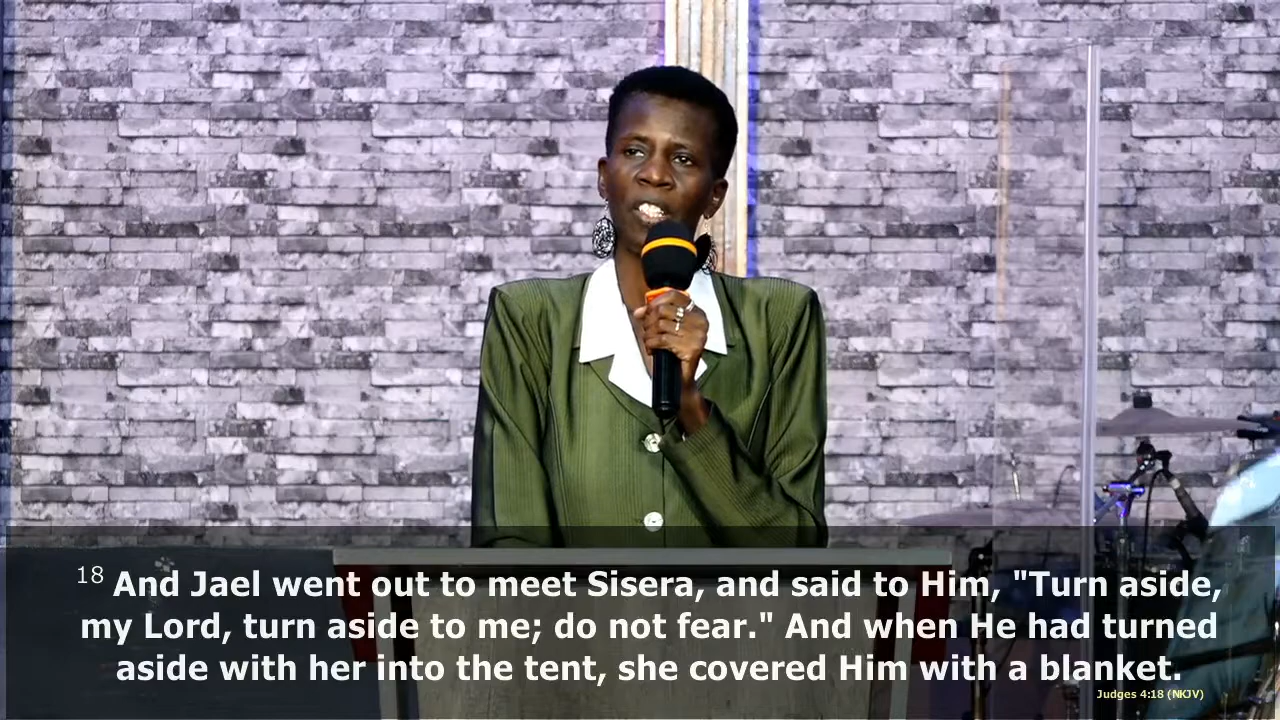 18 And Jael went out to meet Sisera, and said to Him, "Turn aside,
my Lord, turn aside to me; do not fear." And when He had turned
aside with her into the tent, she covered Him with a blanket.
Judges 4:18 (NKJV)